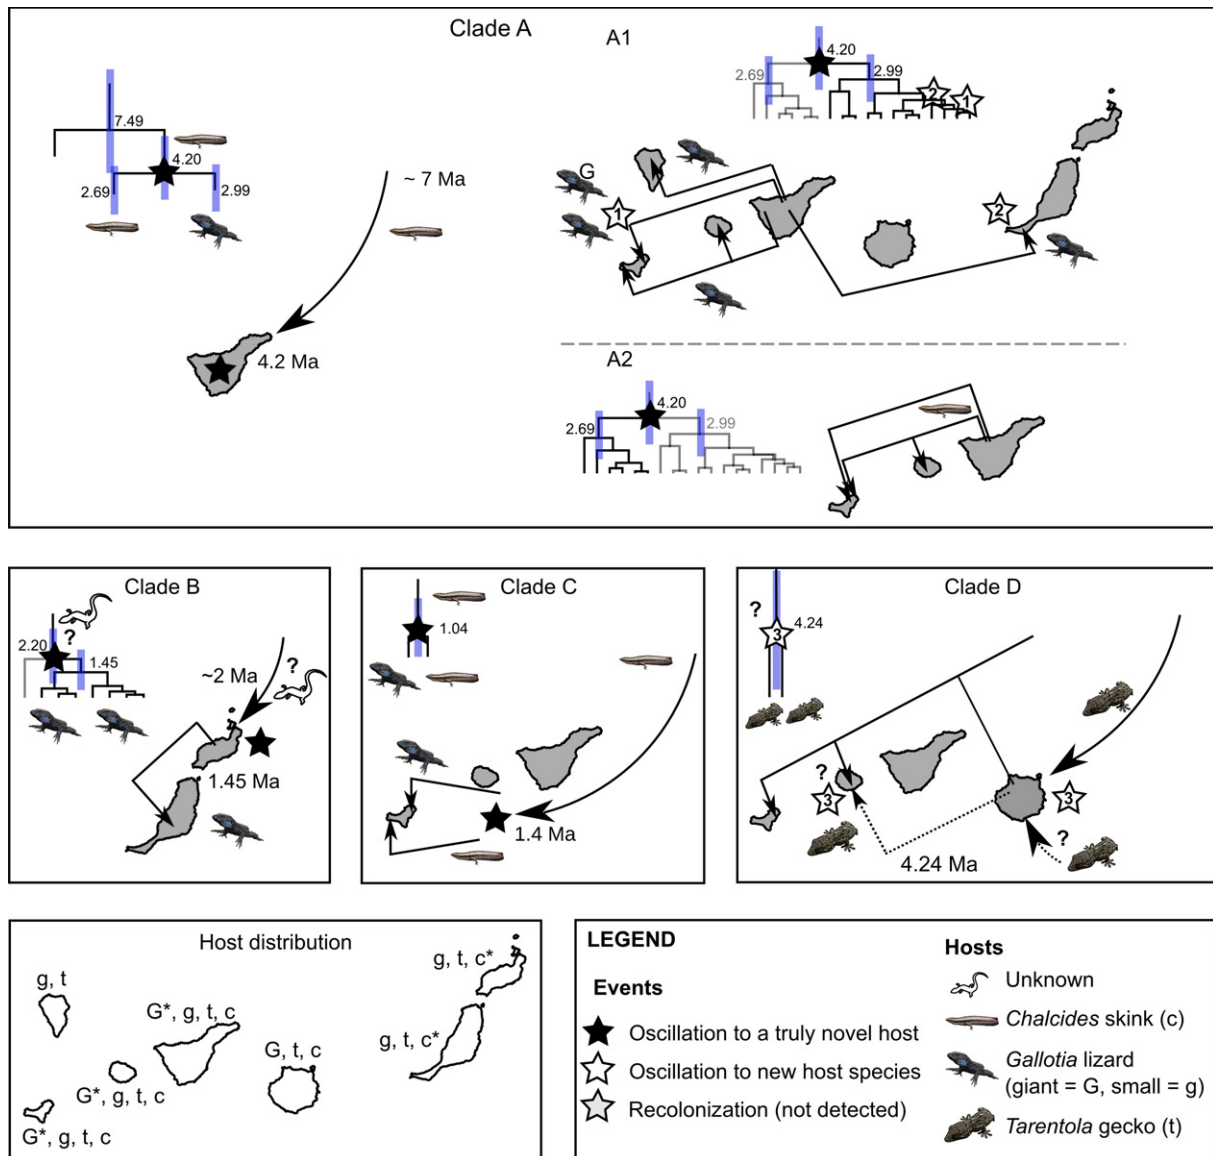 Clade A
7.49
4.20
2.69
2.99
~ 7 Ma
4.2 Ma
A1
4.20
2.69
2.99
2
1
G
1
2
A2
4.20
2.69
2.99
Clade B
?
2.20
1.45
~2 Ma
?
1.45 Ma
Clade C
1.04
1.4 Ma
Clade D
?
3
4.24
?
3
3
?
4.24 Ma
Host distribution
g, t
G*, g, t, c
G*, g, t, c
G*, g, t, c
G, t, c
g, t, c*
g, t, c*
LEGEND
Events
Oscillation to a truly novel host
Oscillation to new host species
Recolonization (not detected)
Hosts
Unknown
Chalcides skink (c)
Gallotia lizard
(giant = G, small = g)
Tarentola gecko (t)